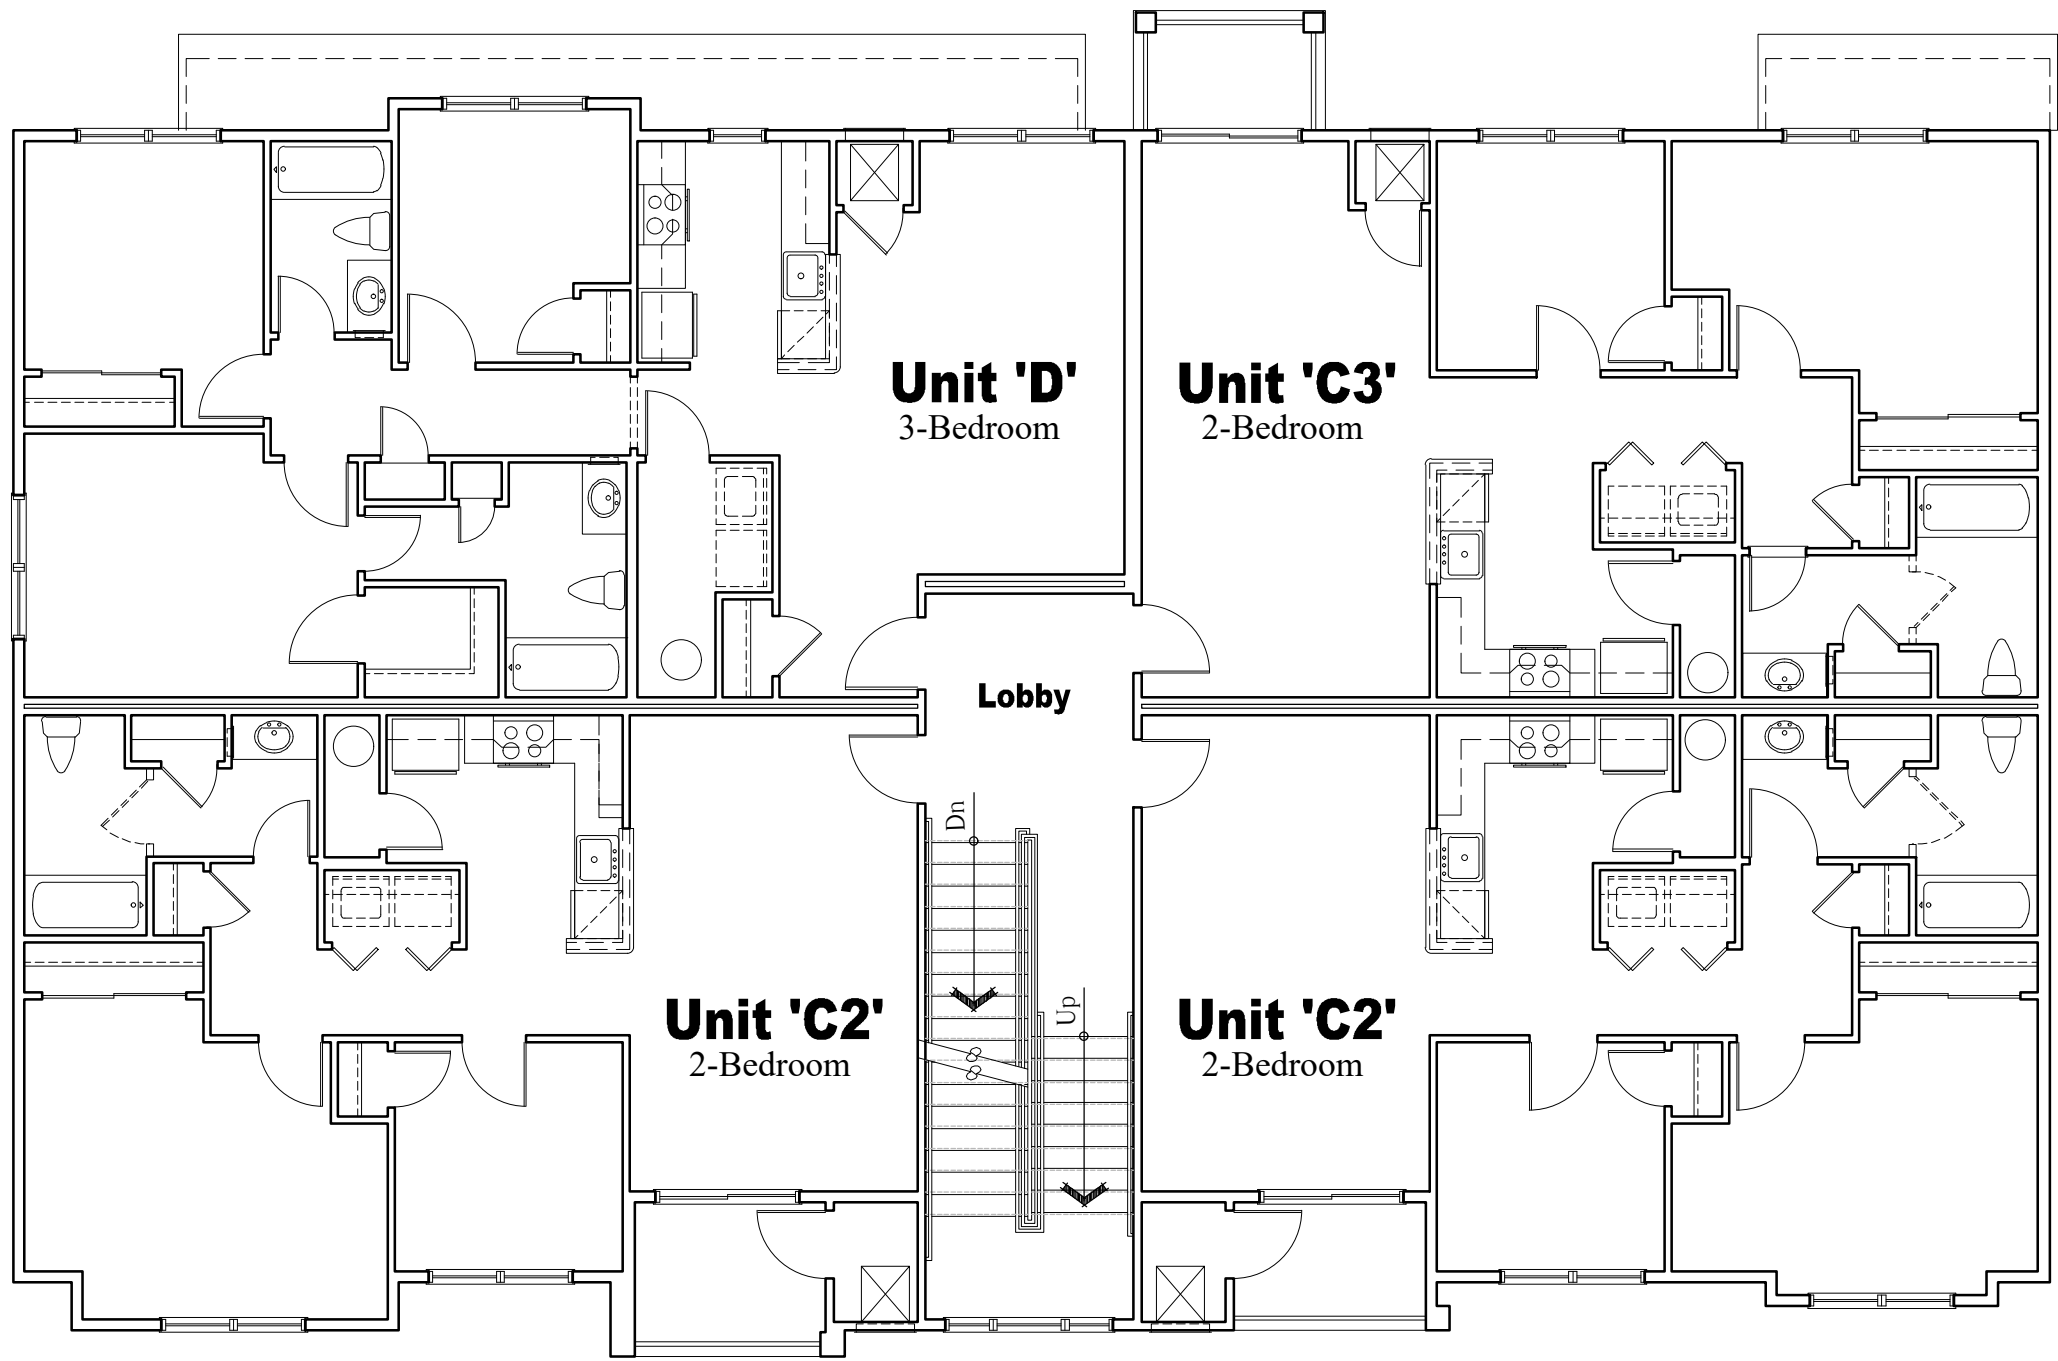 Unit 'D'
3-Bedroom
Unit 'C3'
2-Bedroom
Lobby
Dn
Up
Unit 'C2'
2-Bedroom
Unit 'C2'
2-Bedroom